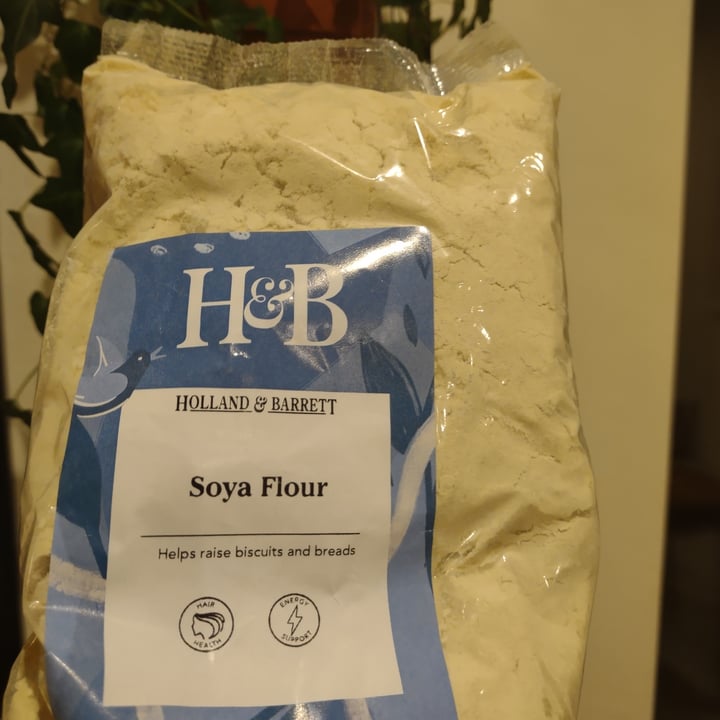 H&B
HOLLAND & BARRETT
Soya Flour
Helps raise biscuits and breads
HAIR
HEALTH
ENERGY
SUPPORT